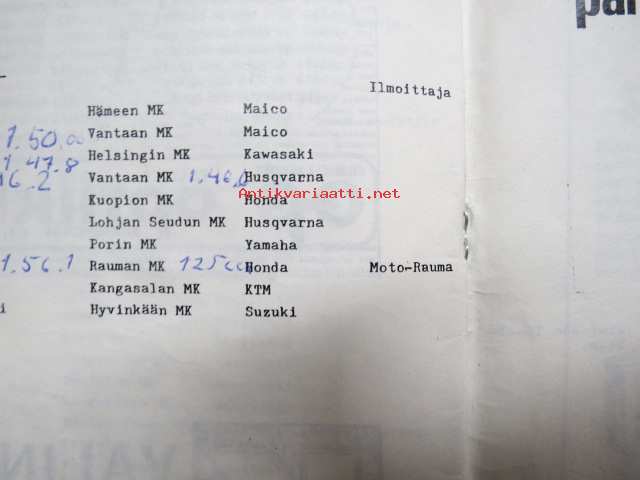 par
Ilmoittaja
Hämeen MK Maico
1.50.00 Vantaan MK Maico
1.47.8 Helsingin MK Kawasaki
16.2 Vantaan MK 1.46.0 Husqvarna
Antikvariaatti.net
Kuopion MK Honda
Lohjan Seudun MK Husqvarna
Porin MK Yamaha
1.56.1 Rauman MK 125cc Honda Moto-Rauma
Kangasalan MK KTM
i Hyvinkään MK Suzuki